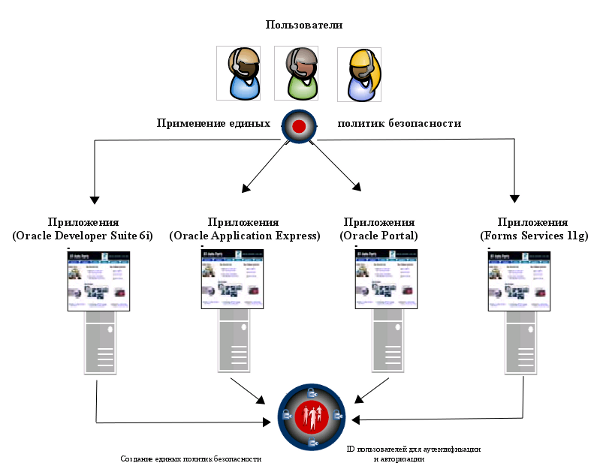 Пользователи
Применение единых политик безопасности
Приложения
(Oracle Developer Suite 6i)
Приложения
(Oracle Application Express)
Приложения
(Oracle Portal)
Приложения
(Forms Services 11g)
Создание единых политик безопасности
ID пользователей для аутентификации
и авторизации